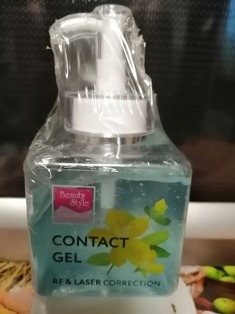 Beauty
Style
CONTACT
GEL
RF & LASER CORRECTION